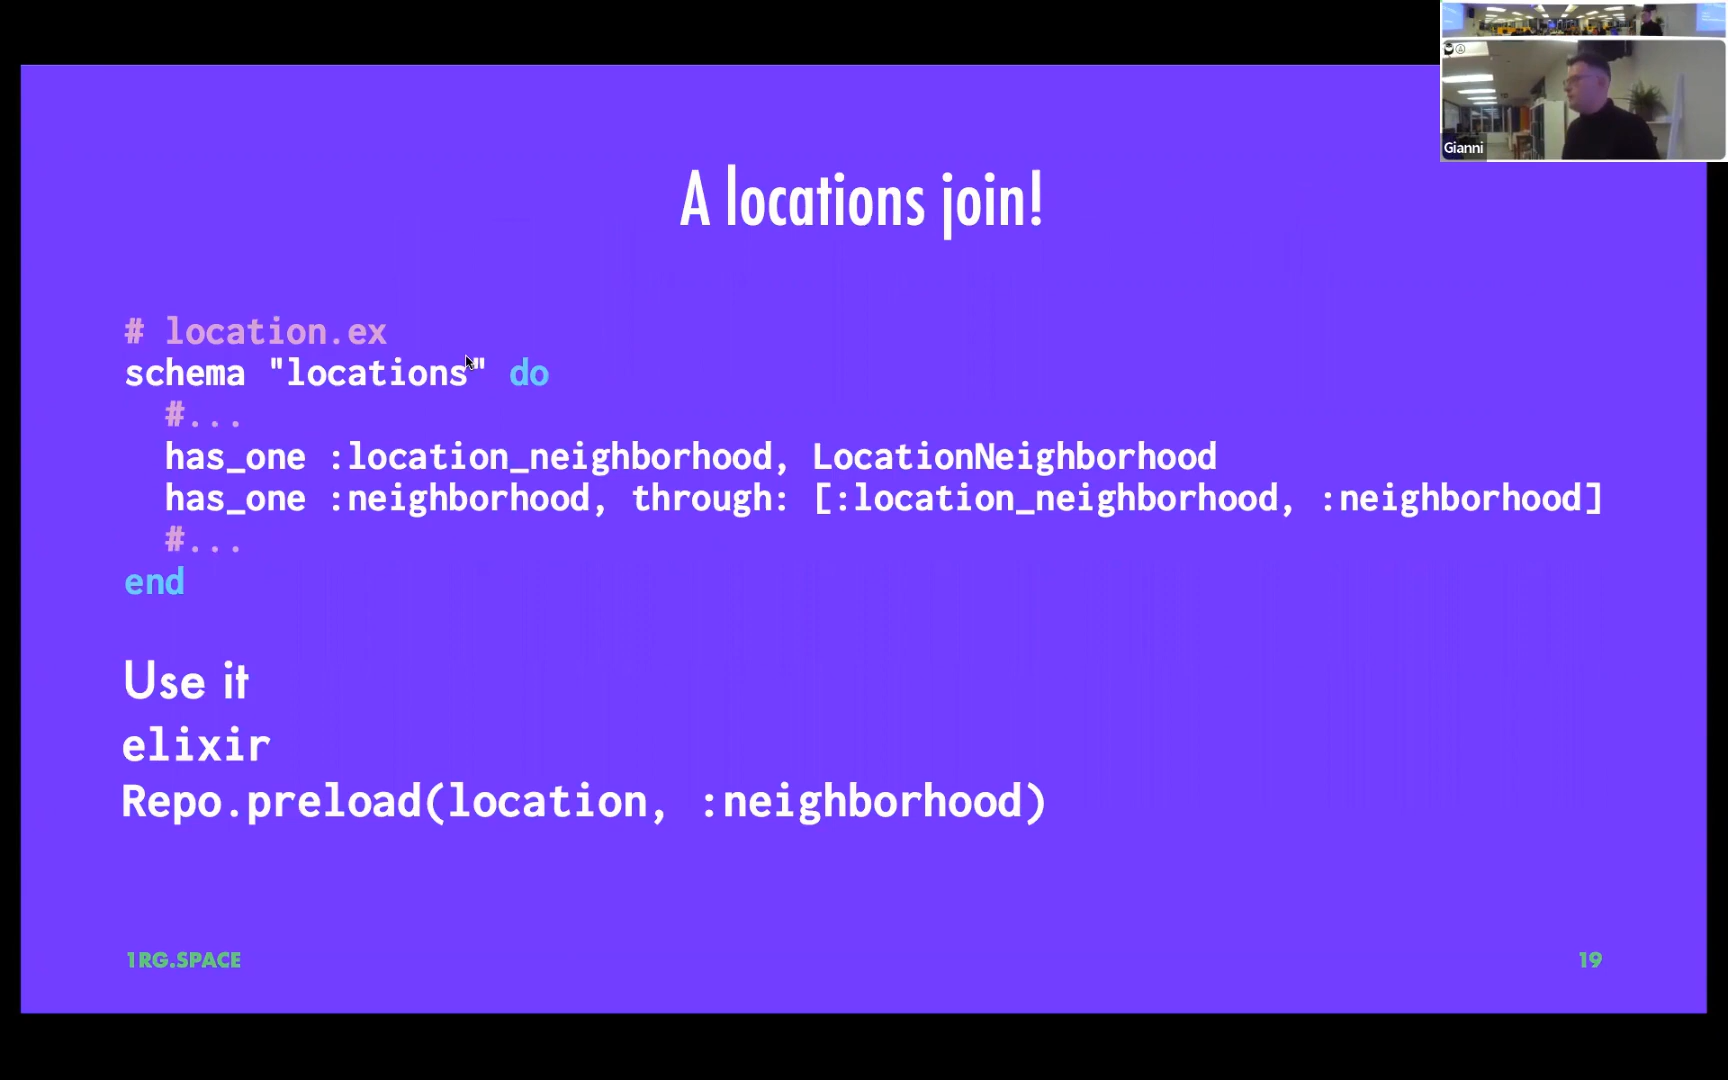 Gianni
A locations join!
# location.ex
schema "locations" do
#...
has_one :location_neighborhood, LocationNeighborhood
has_one :neighborhood, through: [:location_neighborhood, :neighborhood]
#...
end
Use it
elixir
Repo.preload(location, :neighborhood)
1RG.SPACE
19